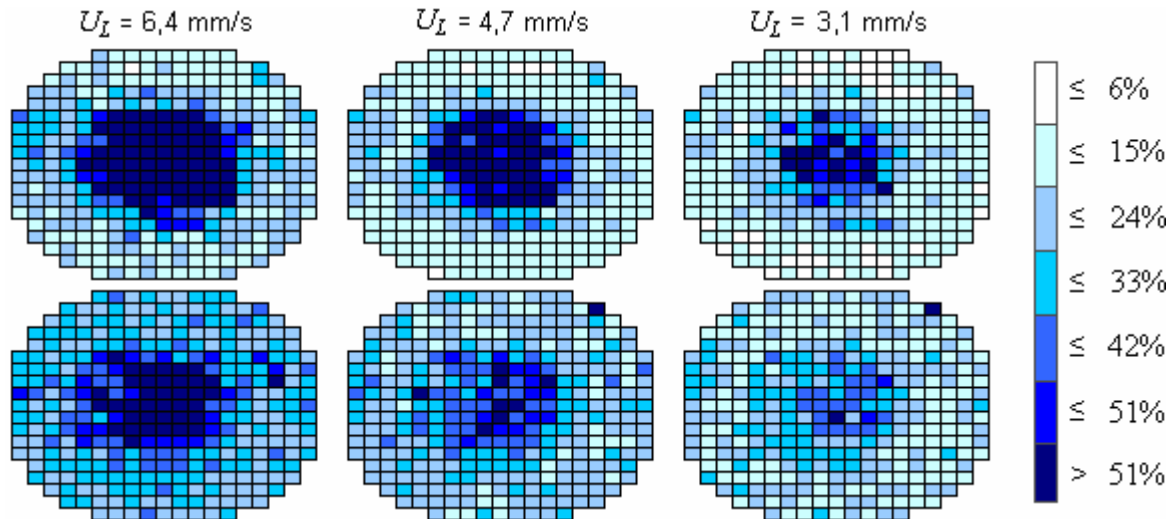 U_L = 6,4 mm/s
U_L = 4,7 mm/s
U_L = 3,1 mm/s
≤ 6%
≤ 15%
≤ 24%
≤ 33%
≤ 42%
≤ 51%
> 51%